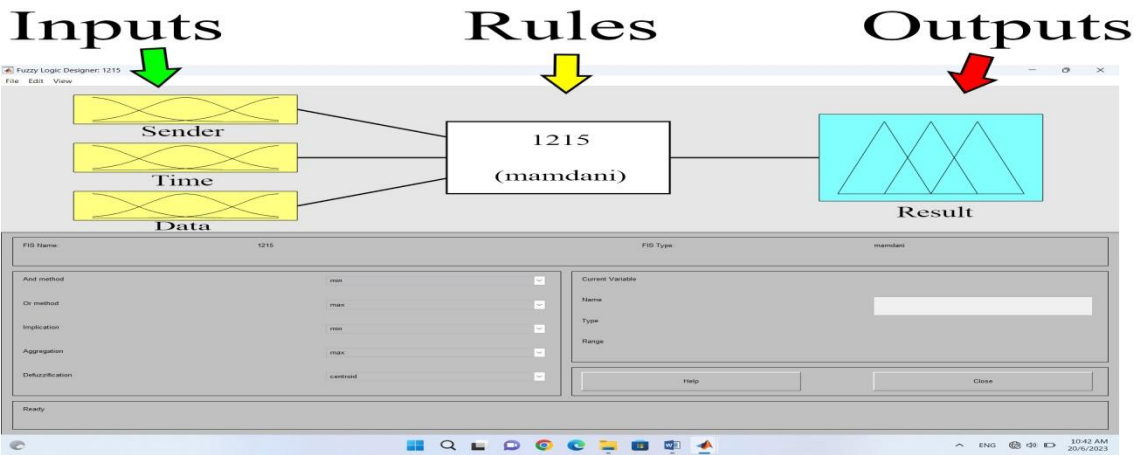 Inputs Rules Outputs
Fuzzy Logic Designer: 1215
File Edit View
Sender
Time
Data
1215
(mamdani)
Result
FIS Name: 1215 FIS Type: mamdani
And method min
Or method max
Implication min
Aggregation max
Defuzzification centroid
Current Variable
Name
Type
Range
Help Close
Ready
ENG 10:42 AM
20/6/2023